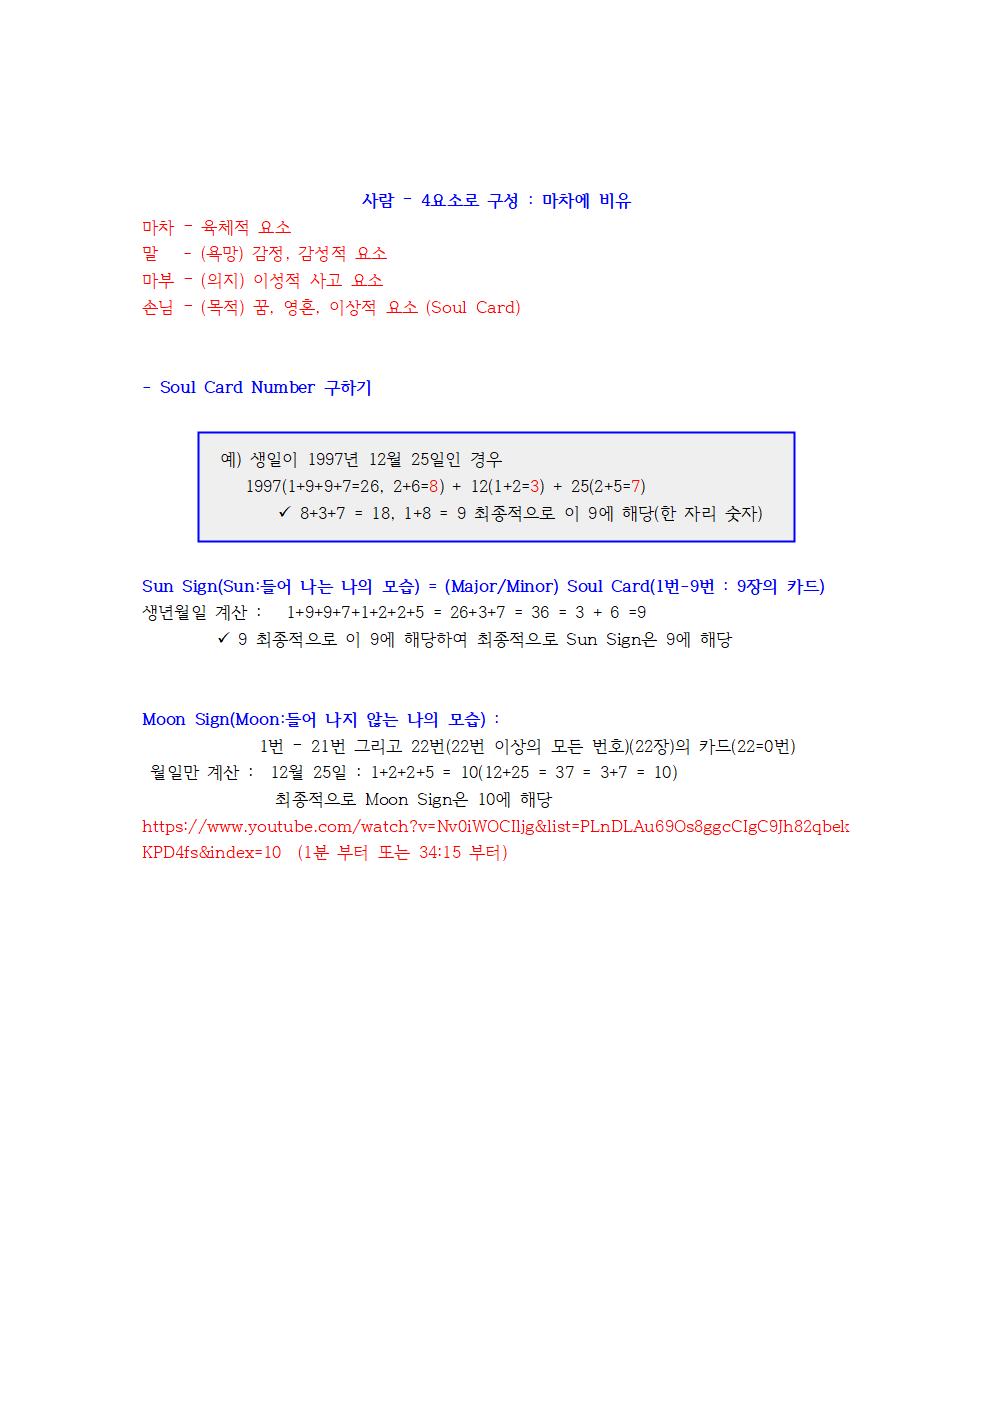 사람 - 4요소로 구성 : 마차에 비유
마차 - 육체적 요소
말 - (욕망) 감정, 감성적 요소
마부 - (의지) 이성적 사고 요소
손님 - (목적) 꿈, 영혼, 이상적 요소 (Soul Card)
- Soul Card Number 구하기
예) 생일이 1997년 12월 25일인 경우
1997(1+9+9+7=26, 2+6=8) + 12(1+2=3) + 25(2+5=7)
✓ 8+3+7 = 18, 1+8 = 9 최종적으로 이 9에 해당(한 자리 숫자)
Sun Sign(Sun:들어 나는 나의 모습) = (Major/Minor) Soul Card(1번-9번 : 9장의 카드)
생년월일 계산 : 1+9+9+7+1+2+2+5 = 26+3+7 = 36 = 3 + 6 =9
✓ 9 최종적으로 이 9에 해당하여 최종적으로 Sun Sign은 9에 해당
Moon Sign(Moon:들어 나지 않는 나의 모습) :
1번 - 21번 그리고 22번(22번 이상의 모든 번호)(22장)의 카드(22=0번)
월일만 계산 : 12월 25일 : 1+2+2+5 = 10(12+25 = 37 = 3+7 = 10)
최종적으로 Moon Sign은 10에 해당
https://www.youtube.com/watch?v=Nv0iWOCIljg&list=PLnDLAu69Os8ggcCIgC9Jh82qbek
KPD4fs&index=10 (1분 부터 또는 34:15 부터)